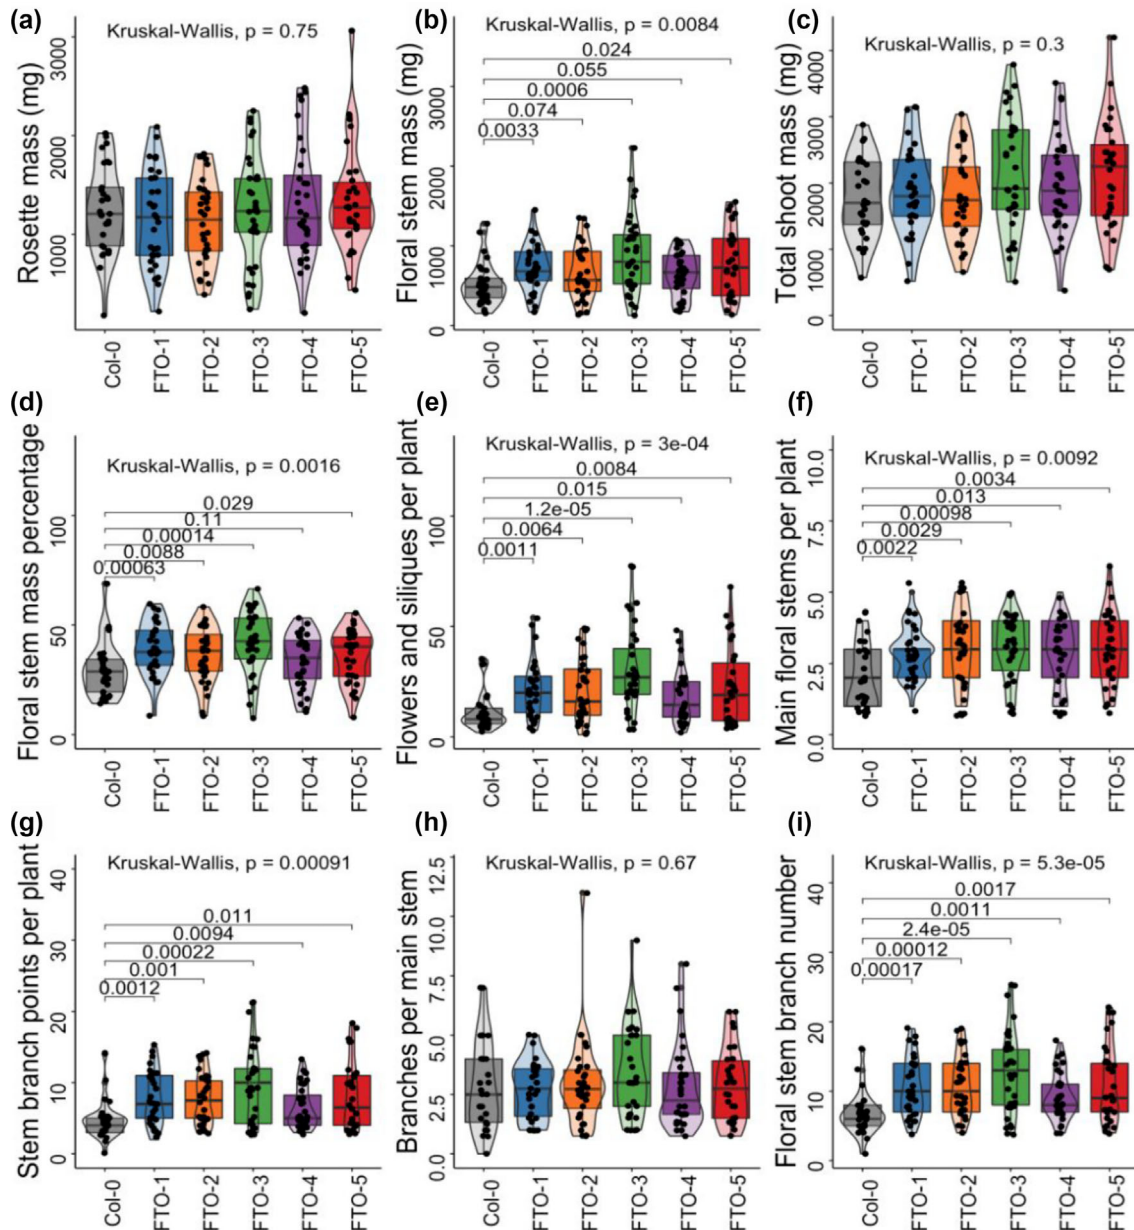 (a)
Kruskal-Wallis, p = 0.75
Rosette mass (mg)
3000
2000
1000
Col-0
FTO-1
FTO-2
FTO-3
FTO-4
FTO-5
(b)
Kruskal-Wallis, p = 0.0084
Floral stem mass (mg)
3000
2000
1000
0
0.024
0.055
0.0006
0.074
0.0033
Col-0
FTO-1
FTO-2
FTO-3
FTO-4
FTO-5
(c)
Kruskal-Wallis, p = 0.3
Total shoot mass (mg)
4000
3000
2000
1000
0
Col-0
FTO-1
FTO-2
FTO-3
FTO-4
FTO-5
(d)
Kruskal-Wallis, p = 0.0016
Floral stem mass percentage
100
50
0
0.029
0.11
0.00014
0.0088
0.00063
Col-0
FTO-1
FTO-2
FTO-3
FTO-4
FTO-5
(e)
Kruskal-Wallis, p = 3e-04
Flowers and siliques per plant
100
50
0
0.0084
0.015
1.2e-05
0.0064
0.0011
Col-0
FTO-1
FTO-2
FTO-3
FTO-4
FTO-5
(f)
Kruskal-Wallis, p = 0.0092
Main floral stems per plant
10.0
7.5
5.0
2.5
0.0
0.0034
0.013
0.00098
0.0029
0.0022
Col-0
FTO-1
FTO-2
FTO-3
FTO-4
FTO-5
(g)
Kruskal-Wallis, p = 0.00091
Stem branch points per plant
40
30
20
10
0
0.011
0.0094
0.00022
0.001
0.0012
Col-0
FTO-1
FTO-2
FTO-3
FTO-4
FTO-5
(h)
Kruskal-Wallis, p = 0.67
Branches per main stem
12.5
10.0
7.5
5.0
2.5
0.0
Col-0
FTO-1
FTO-2
FTO-3
FTO-4
FTO-5
(i)
Kruskal-Wallis, p = 5.3e-05
Floral stem branch number
40
30
20
10
0
0.0017
0.0011
2.4e-05
0.00012
0.00017
Col-0
FTO-1
FTO-2
FTO-3
FTO-4
FTO-5